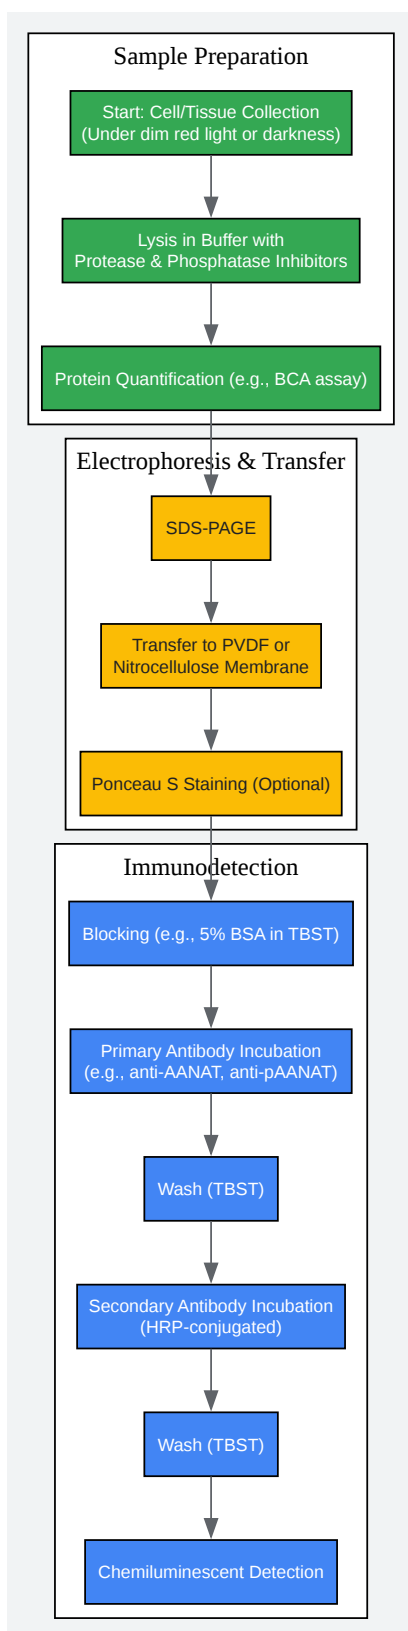 Sample Preparation
Start: Cell/Tissue Collection
(Under dim red light or darkness)
Lysis in Buffer with
Protease & Phosphatase Inhibitors
Protein Quantification (e.g., BCA assay)
Electrophoresis & Transfer
SDS-PAGE
Transfer to PVDF or
Nitrocellulose Membrane
Ponceau S Staining (Optional)
Immunodetection
Blocking (e.g., 5% BSA in TBST)
Primary Antibody Incubation
(e.g., anti-AANAT, anti-pAANAT)
Wash (TBST)
Secondary Antibody Incubation
(HRP-conjugated)
Wash (TBST)
Chemiluminescent Detection